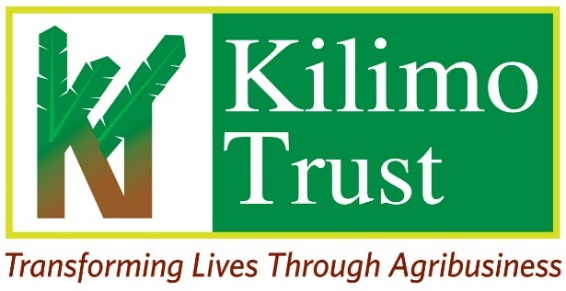 Kilimo
Trust
Transforming Lives Through Agribusiness